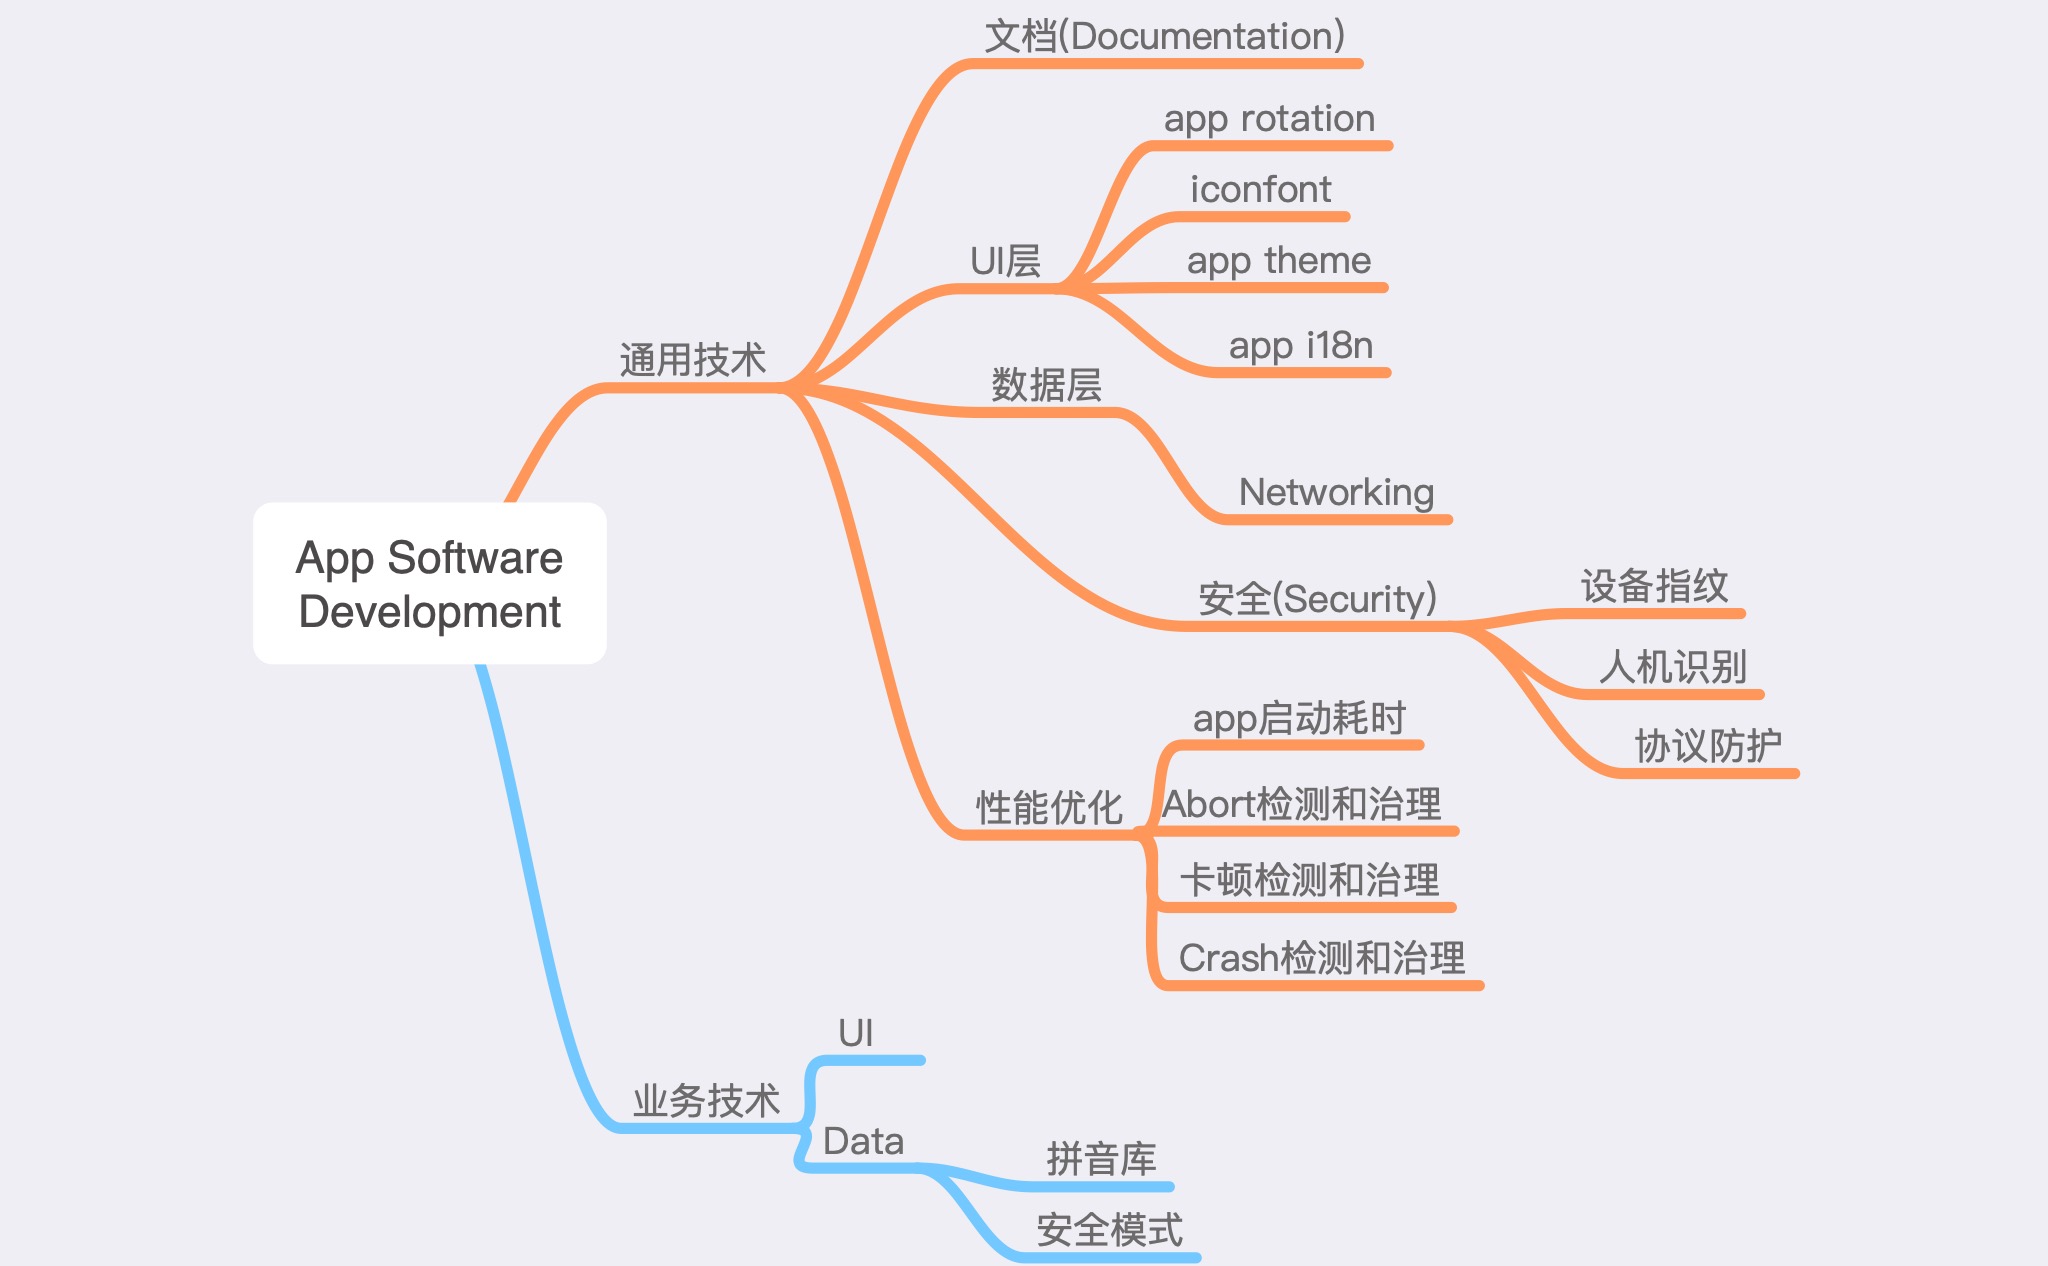 App Software
Development
通用技术
文档(Documentation)
UI层
app rotation
iconfont
app theme
app i18n
数据层
Networking
安全(Security)
设备指纹
人机识别
协议防护
性能优化
app启动耗时
Abort检测和治理
卡顿检测和治理
Crash检测和治理
业务技术
UI
Data
拼音库
安全模式